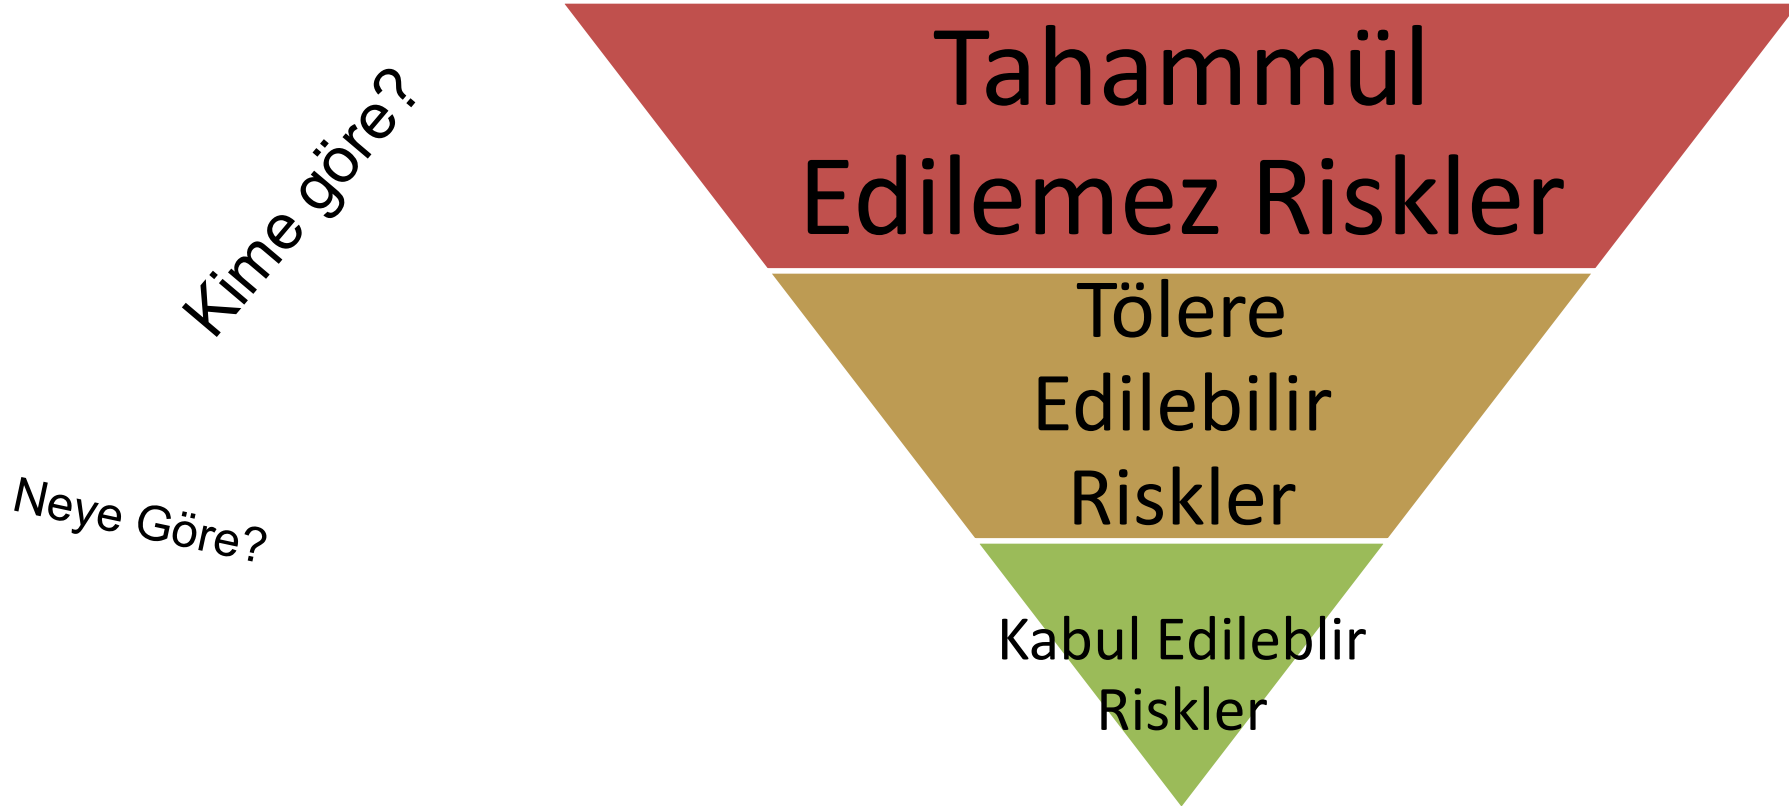 Kime göre?
Neye Göre?
Tahammül
Edilemez Riskler
Tölere
Edilebilir
Riskler
Kabul Edileblir
Riskler